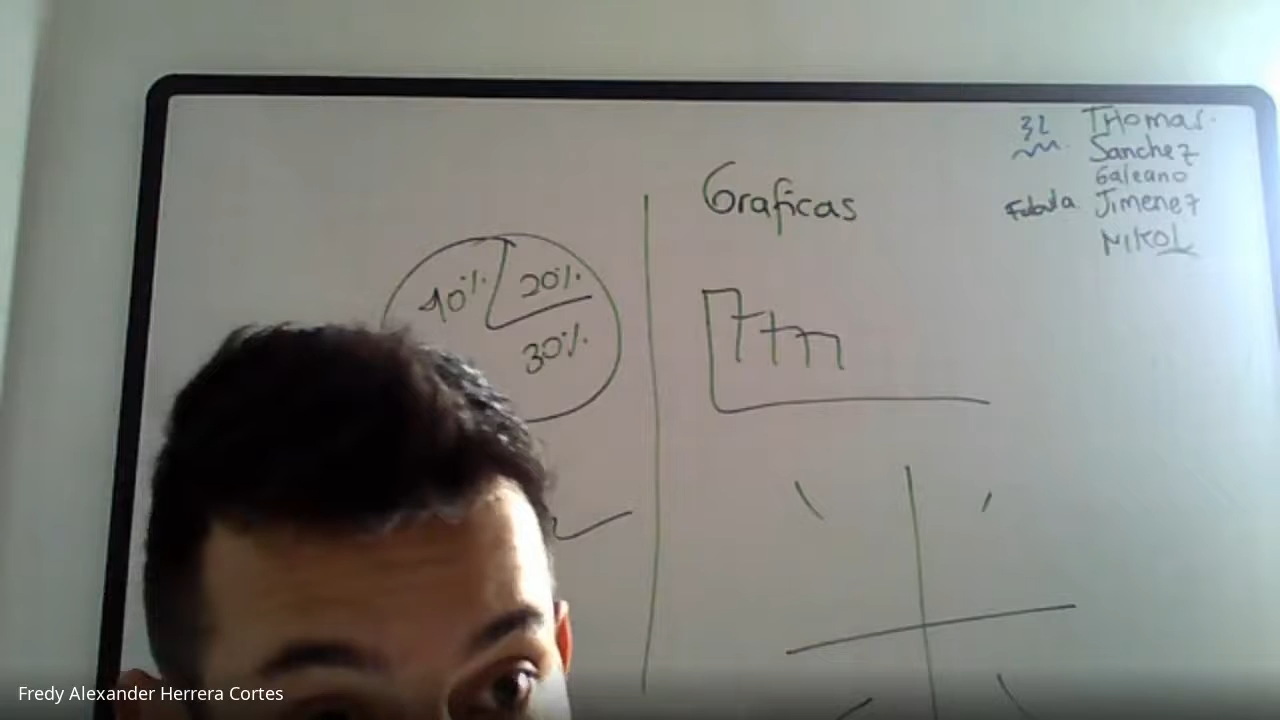 Graficas
40% 20%
30%
32 THomas.
Sanchez
Galeano
Fabula Jimenez
NIKOL
Fredy Alexander Herrera Cortes